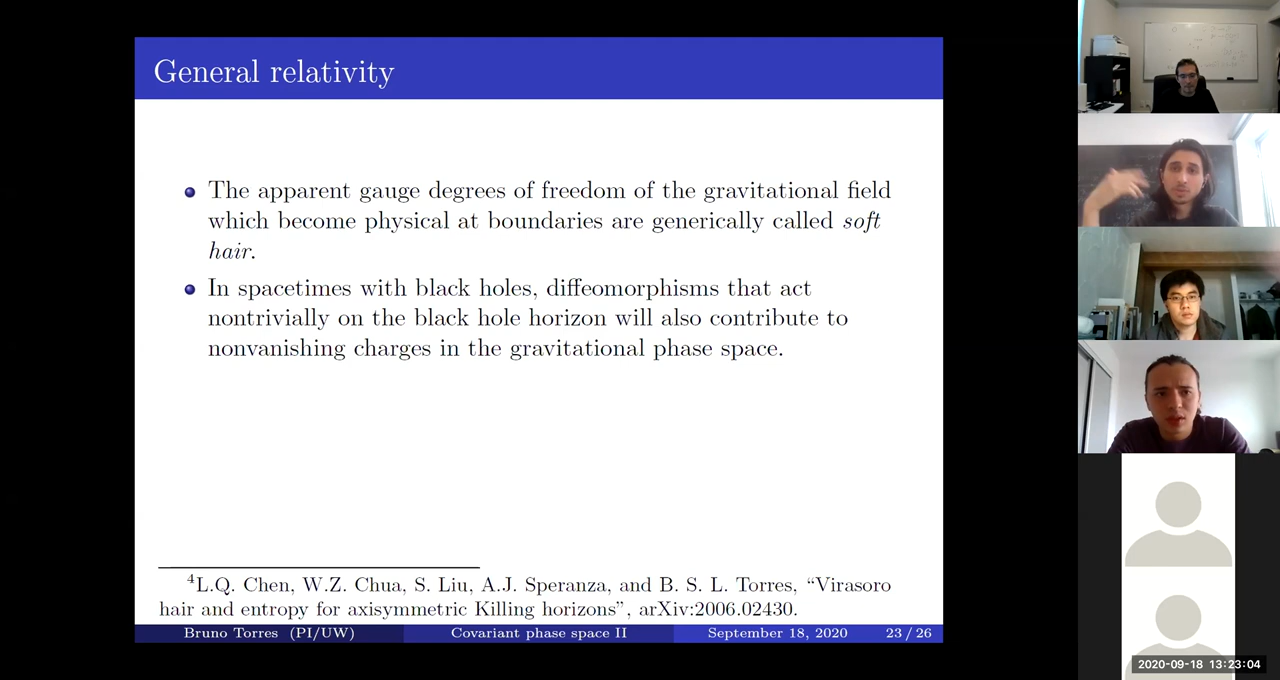 General relativity
The apparent gauge degrees of freedom of the gravitational field
which become physical at boundaries are generically called soft
hair.
In spacetimes with black holes, diffeomorphisms that act
nontrivially on the black hole horizon will also contribute to
nonvanishing charges in the gravitational phase space.
4L.Q. Chen, W.Z. Chua, S. Liu, A.J. Speranza, and B. S. L. Torres, “Virasoro
hair and entropy for axisymmetric Killing horizons”, arXiv:2006.02430.
Bruno Torres (PI/UW) Covariant phase space II September 18, 2020 23 / 26
2020-09-18 13:23:04